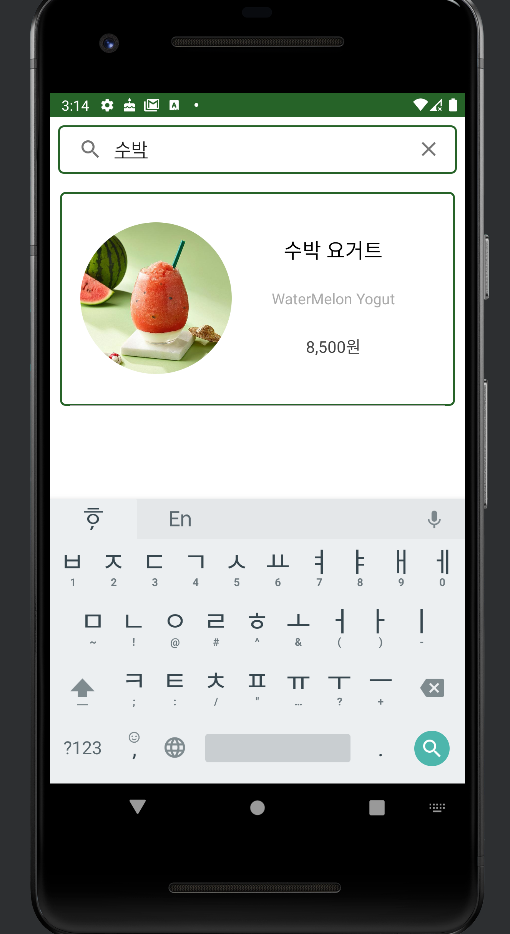 3:14
A
수박
수박 요거트
WaterMelon Yogut
8,500원
ㅎ̣ En
ㅂ ㅈ ㄷ ㄱ ㅅ ㅛ ㅕ ㅑ ㅐ ㅔ
1 2 3 4 5 6 7 8 9 0
ㅁ ㄴ ㅇ ㄹ ㅎ ㅗ ㅓ ㅏ ㅣ
~ ! @ # ^ & ( ) -
ㅋ ㅌ ㅊ ㅍ ㅠ ㅜ ㅡ
; : / " ... ? +
?123 , .